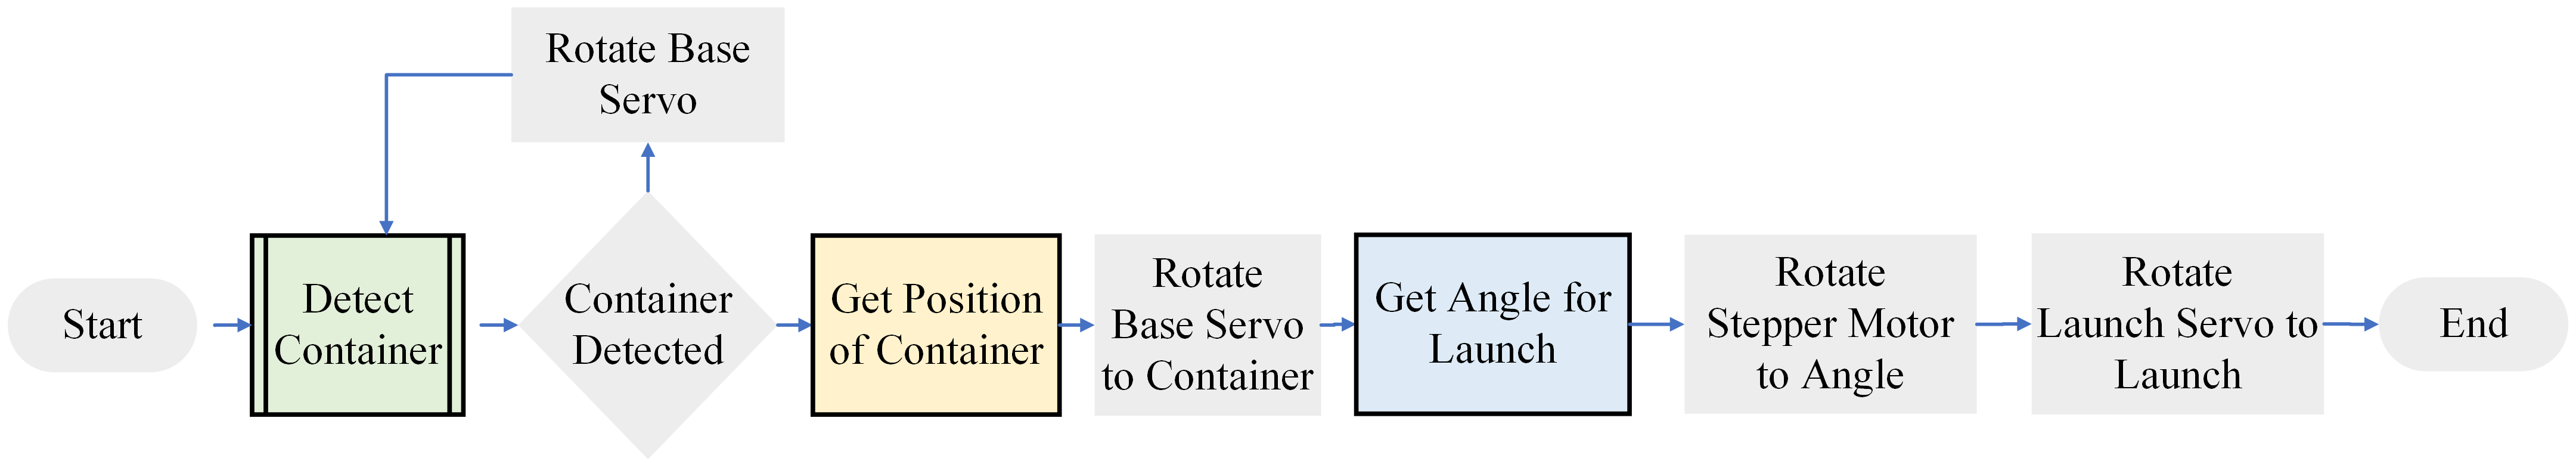 Rotate Base
Servo
Start
Detect
Container
Container
Detected
Get Position
of Container
Rotate
Base Servo
to Container
Get Angle for
Launch
Rotate
Stepper Motor
to Angle
Rotate
Launch Servo to
Launch
End